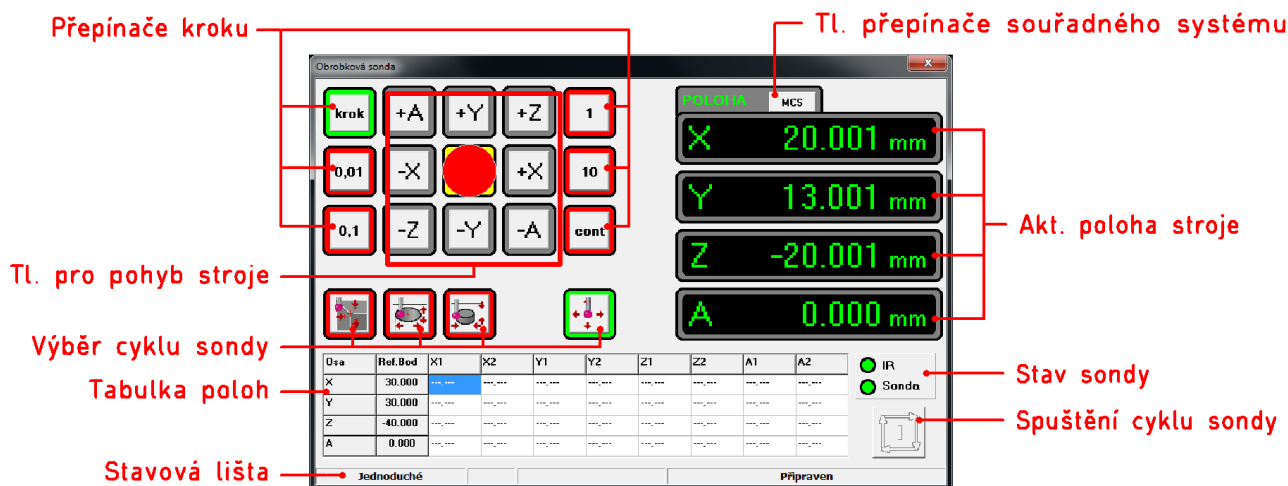 Přepínače kroku
Tl. přepínače souřadného systému
Obrobková sonda
krok +A +Y +Z 1
POLOHA MCS
X 20.001 mm
0,01 -X +X 10
Y 13.001 mm
0,1 -Z -Y -A cont
Akt. poloha stroje
Z -20.001 mm
Tl. pro pohyb stroje
A 0.000 mm
Výběr cyklu sondy
Osa Ref.Bod X1 X2 Y1 Y2 Z1 Z2 A1 A2
X 30.000 ---.--- ---.--- ---.--- ---.--- ---.--- ---.--- ---.--- ---.---
Y 30.000 ---.--- ---.--- ---.--- ---.--- ---.--- ---.--- ---.--- ---.---
Z -40.000 ---.--- ---.--- ---.--- ---.--- ---.--- ---.--- ---.--- ---.---
A 0.000 ---.--- ---.--- ---.--- ---.--- ---.--- ---.--- ---.--- ---.---
IR
Sonda
Tabulka poloh
Stav sondy
Spuštění cyklu sondy
Stavová lišta
Jednoduché
Připraven